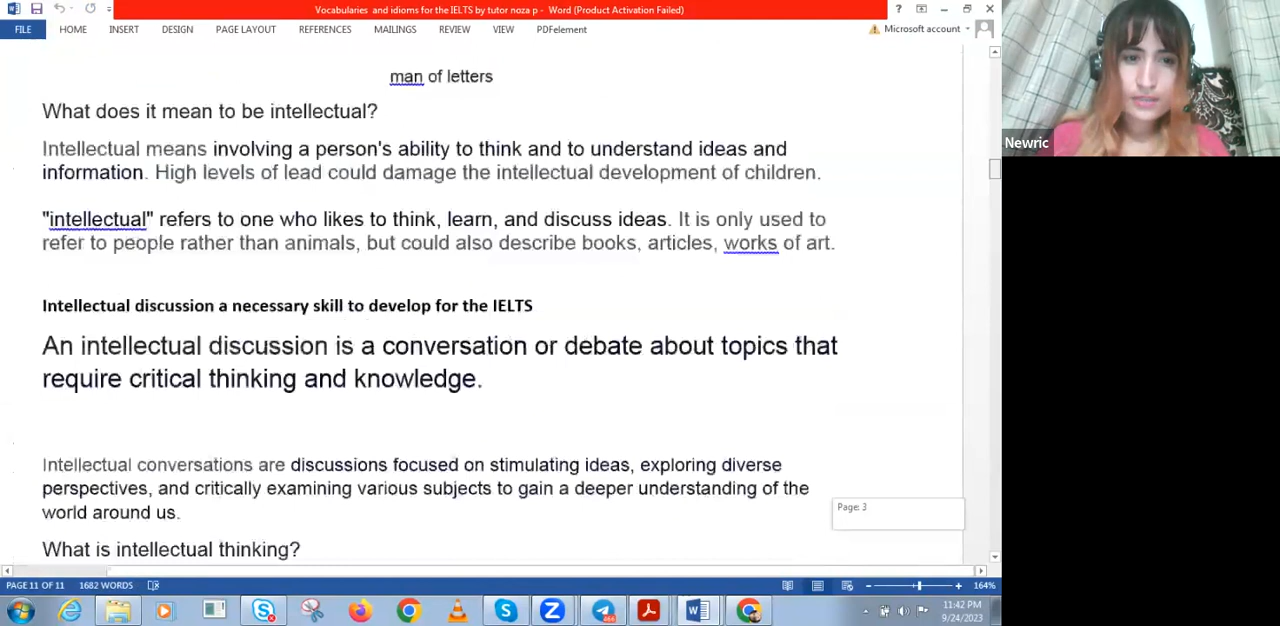 Vocabularies and idioms for the IELTS by tutor noza p - Word (Product Activation Failed)
FILE HOME INSERT DESIGN PAGE LAYOUT REFERENCES MAILINGS REVIEW VIEW PDFelement Microsoft account
man of letters
What does it mean to be intellectual?
Intellectual means involving a person's ability to think and to understand ideas and
information. High levels of lead could damage the intellectual development of children.
"intellectual" refers to one who likes to think, learn, and discuss ideas. It is only used to
refer to people rather than animals, but could also describe books, articles, works of art.
Intellectual discussion a necessary skill to develop for the IELTS
An intellectual discussion is a conversation or debate about topics that
require critical thinking and knowledge.
Intellectual conversations are discussions focused on stimulating ideas, exploring diverse
perspectives, and critically examining various subjects to gain a deeper understanding of the
world around us.
Page: 3
What is intellectual thinking?
PAGE 11 OF 11 1682 WORDS 164%
11:42 PM
9/24/2023
Newric